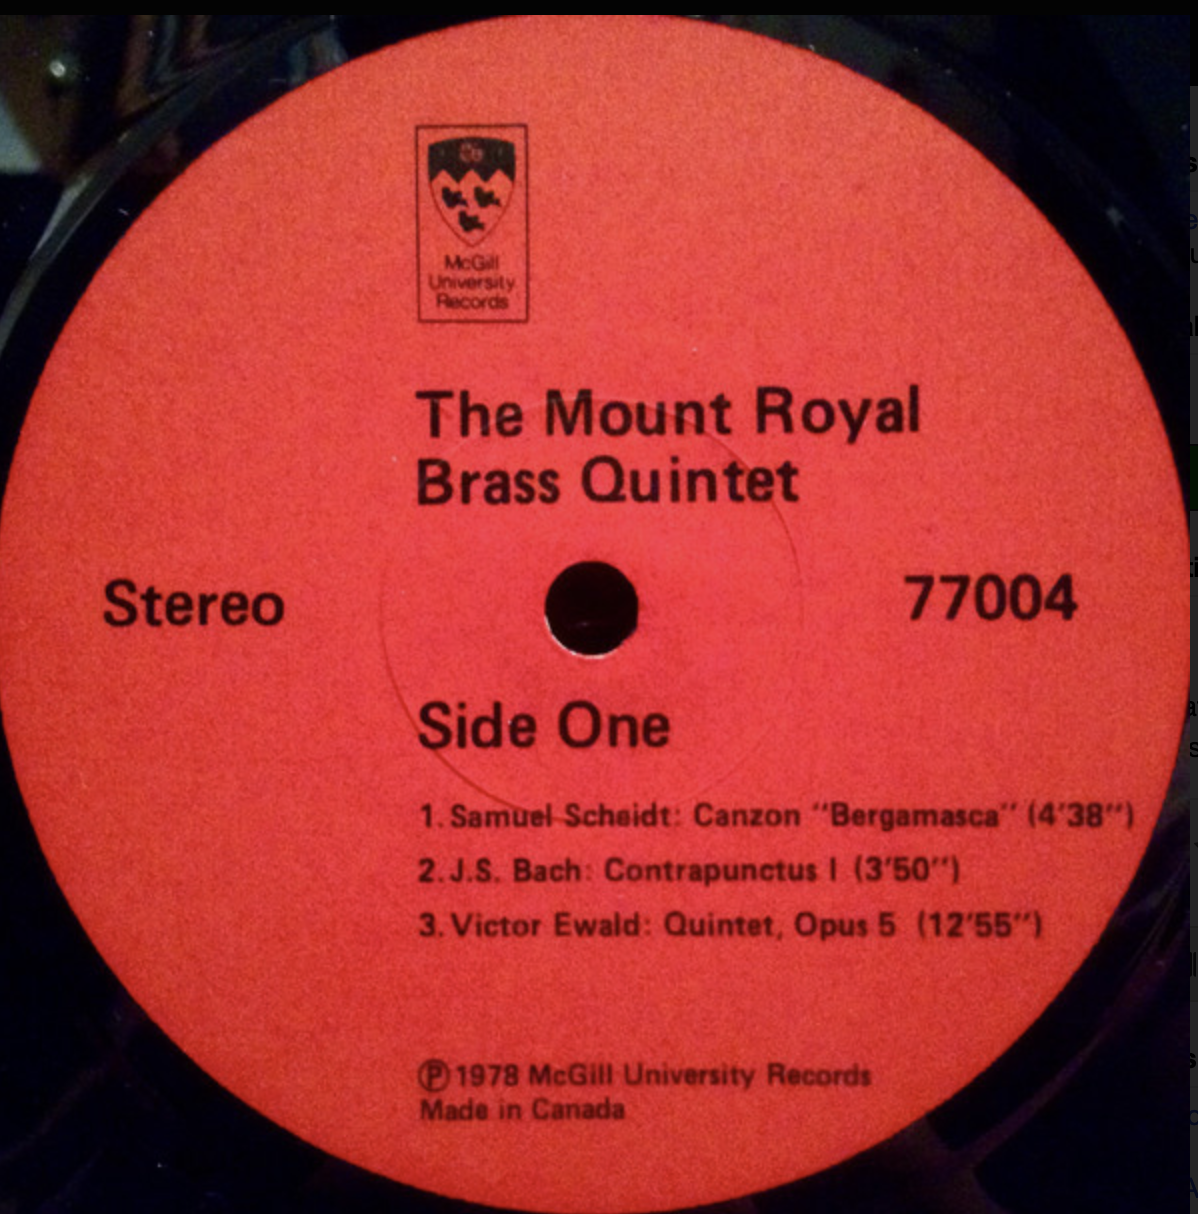 McGill
University
Records
The Mount Royal
Brass Quintet
Stereo
77004
Side One
1. Samuel Scheidt: Canzon "Bergamasca" (4'38")
2. J.S. Bach: Contrapunctus I (3'50")
3. Victor Ewald: Quintet, Opus 5 (12'55")
Ⓟ1978 McGill University Records
Made in Canada